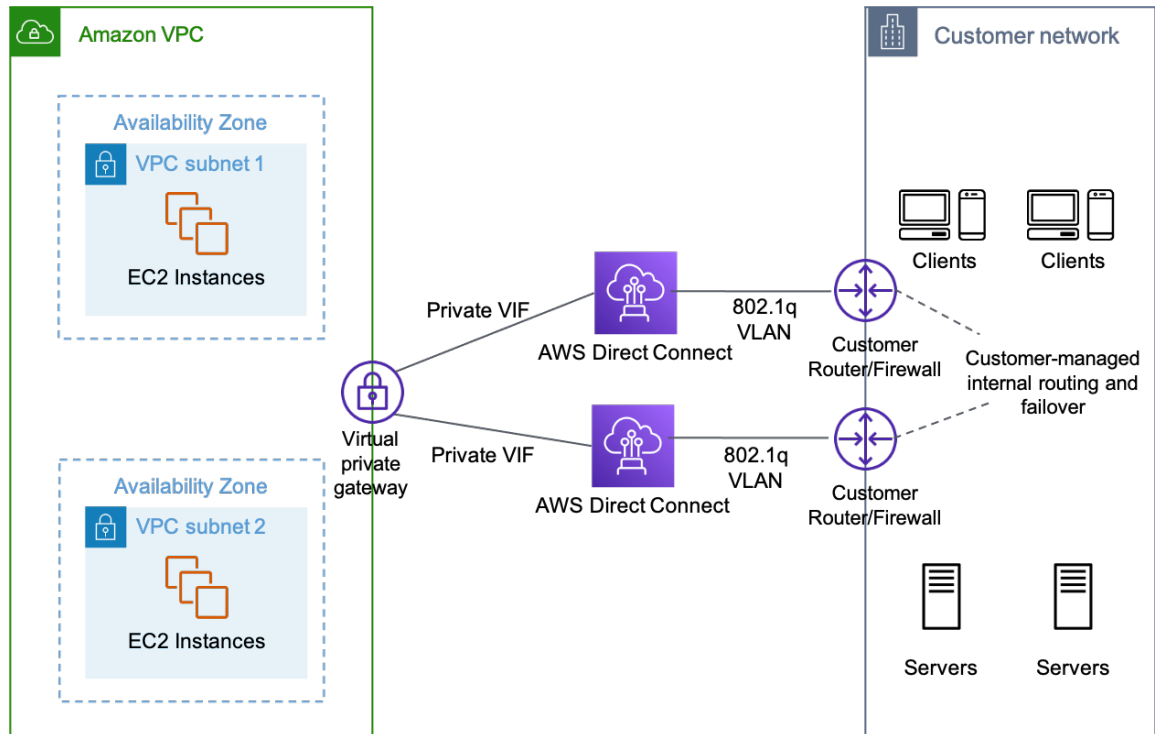 Amazon VPC
Customer network
Availability Zone
VPC subnet 1
EC2 Instances
Clients
Clients
Private VIF
802.1q
VLAN
AWS Direct Connect
Customer
Router/Firewall
Customer-managed
internal routing and
failover
Virtual
private
gateway
Private VIF
802.1q
VLAN
AWS Direct Connect
Customer
Router/Firewall
Availability Zone
VPC subnet 2
EC2 Instances
Servers
Servers